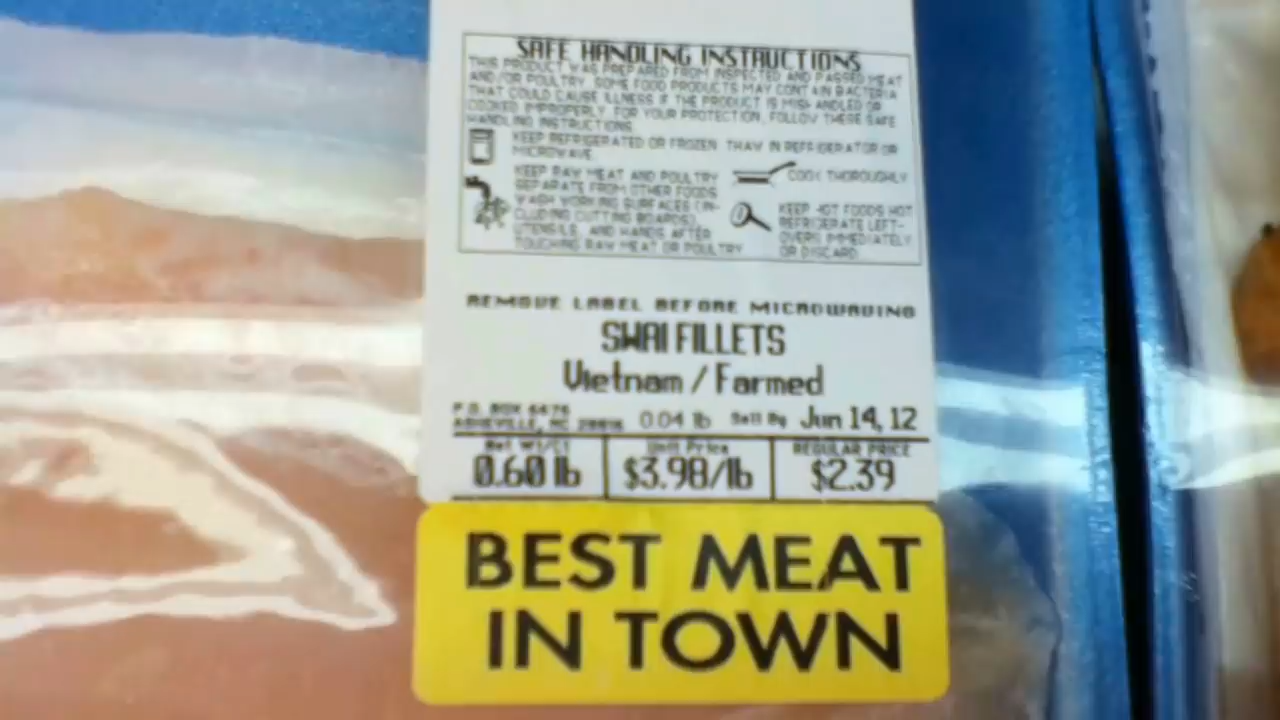 SAFE HANDLING INSTRUCTIONS
THIS PRODUCT WAS PREPARED FROM INSPECTED AND PASSED MEAT
AND/OR POULTRY. SOME FOOD PRODUCTS MAY CONTAIN BACTERIA
THAT COULD CAUSE ILLNESS IF THE PRODUCT IS MISHANDLED OR
COOKED IMPROPERLY. FOR YOUR PROTECTION, FOLLOW THESE SAFE
HANDLING INSTRUCTIONS.
KEEP REFRIGERATED OR FROZEN. THAW IN REFRIGERATOR OR
MICROWAVE.
KEEP RAW MEAT AND POULTRY
SEPARATE FROM OTHER FOODS.
WASH WORKING SURFACES (IN-
CLUDING CUTTING BOARDS),
UTENSILS, AND HANDS AFTER
TOUCHING RAW MEAT OR POULTRY
COOK THOROUGHLY
KEEP HOT FOODS HOT
REFRIGERATE LEFT-
OVERS IMMEDIATELY
OR DISCARD.
REMOVE LABEL BEFORE MICROWAVING
SWAI FILLETS
Vietnam / Farmed
P.O. BOX 6676
ASHEVILLE, NC 28816 0.04 lb Sell By Jun 14, 12
Net Wt/Ct Unit Price REGULAR PRICE
0.60 lb $3.98/lb $2.39
BEST MEAT
IN TOWN